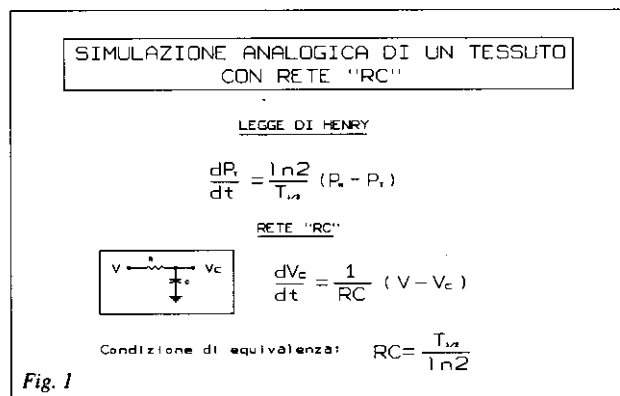 SIMULAZIONE ANALOGICA DI UN TESSUTO
CON RETE "RC"
LEGGE DI HENRY
dPₜ/dt = ln2/T₁/₂ (Pₐ - Pₜ)
RETE "RC"
V R C Vc
dVc/dt = 1/RC (V - Vc)
Condizione di equivalenza: RC = T₁/₂/ln2
Fig. 1